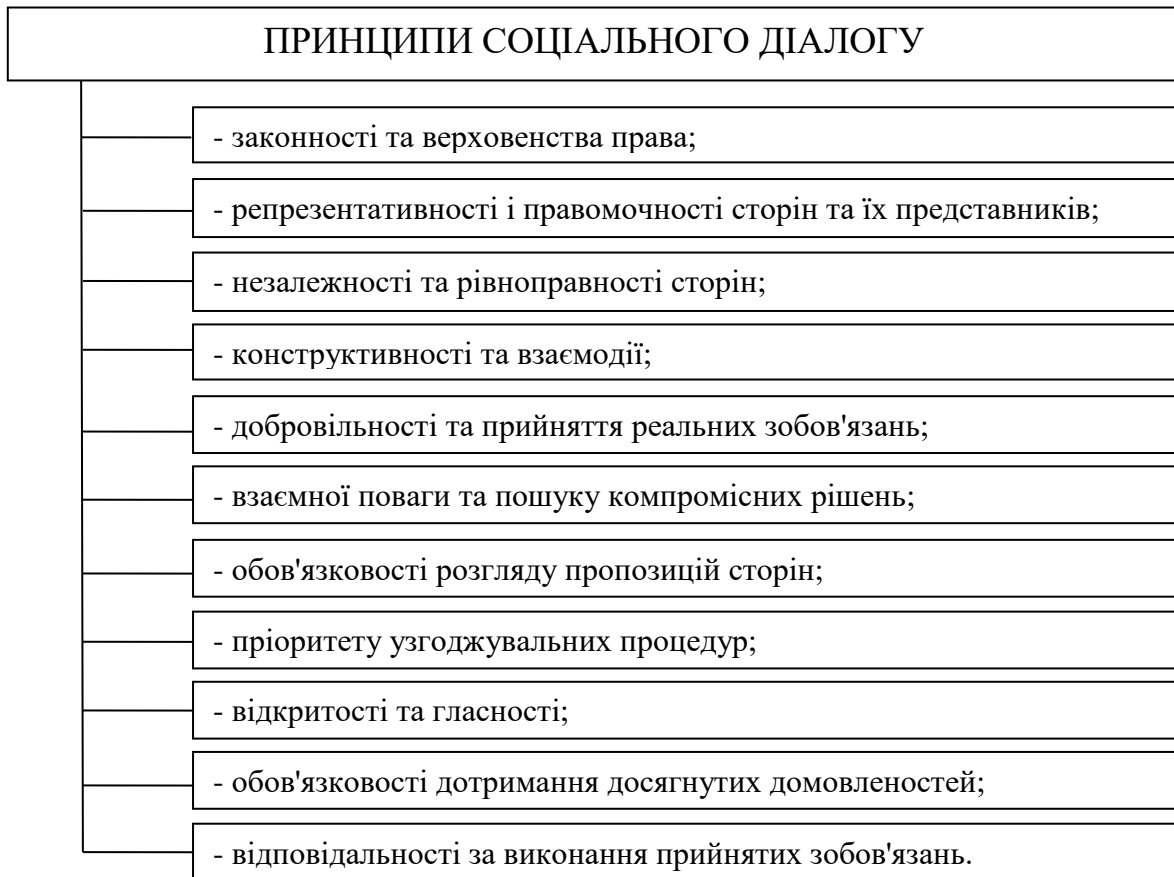 ПРИНЦИПИ СОЦІАЛЬНОГО ДІАЛОГУ
- законності та верховенства права;
- репрезентативності і правомочності сторін та їх представників;
- незалежності та рівноправності сторін;
- конструктивності та взаємодії;
- добровільності та прийняття реальних зобов'язань;
- взаємної поваги та пошуку компромісних рішень;
- обов'язковості розгляду пропозицій сторін;
- пріоритету узгоджувальних процедур;
- відкритості та гласності;
- обов'язковості дотримання досягнутих домовленостей;
- відповідальності за виконання прийнятих зобов'язань.